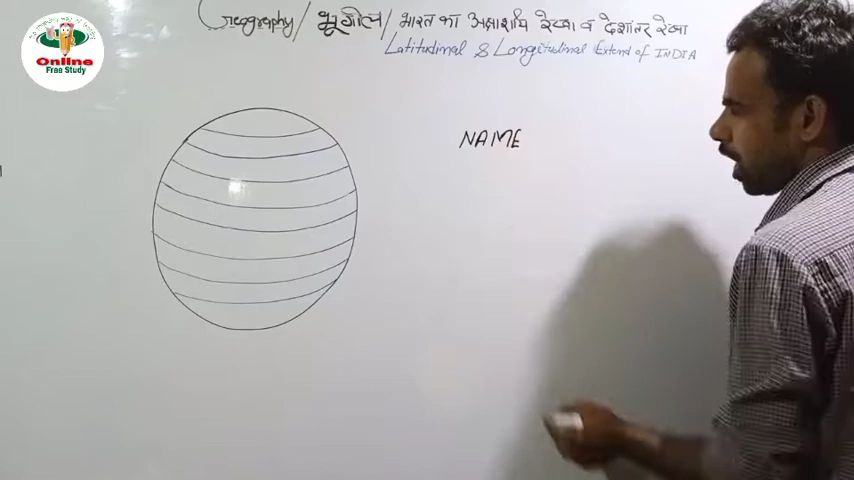 Geography/ भूगोल/ भारत का अक्षांशीय रेखा व देशांतर रेखा
Latitudinal & Longitudinal Extend of INDIA
NAME
Online
Free Study